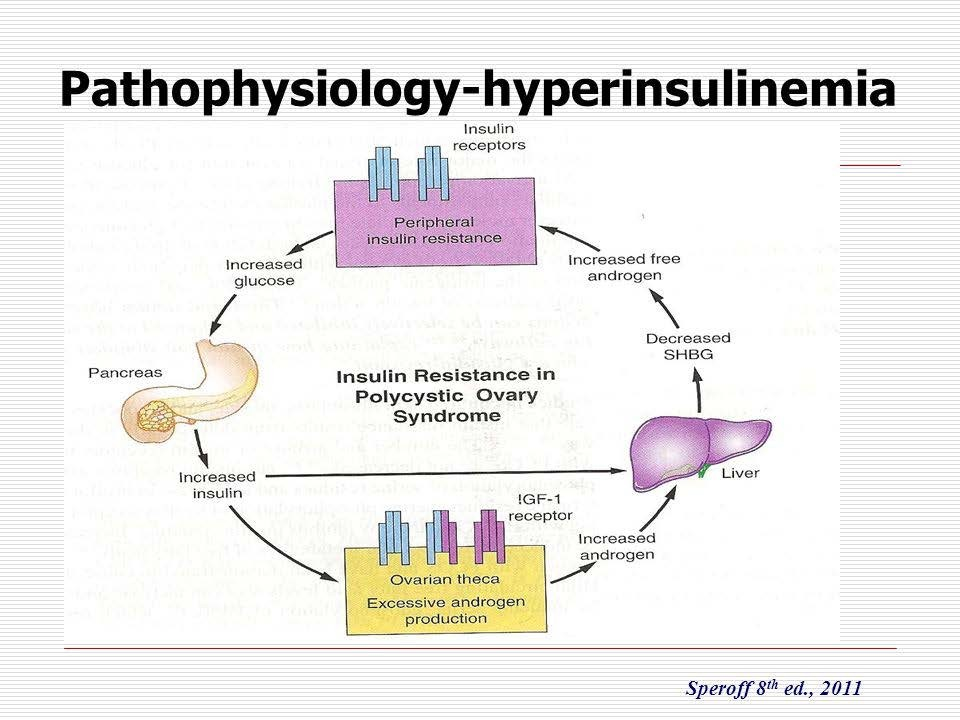 Pathophysiology-hyperinsulinemia
Insulin
receptors
Peripheral
insulin resistance
Increased
glucose
Increased free
androgen
Pancreas
Decreased
SHBG
Insulin Resistance in
Polycystic Ovary
Syndrome
Increased
insulin
Liver
!GF-1
receptor
Increased
androgen
Ovarian theca
Excessive androgen
production
Speroff 8th ed., 2011